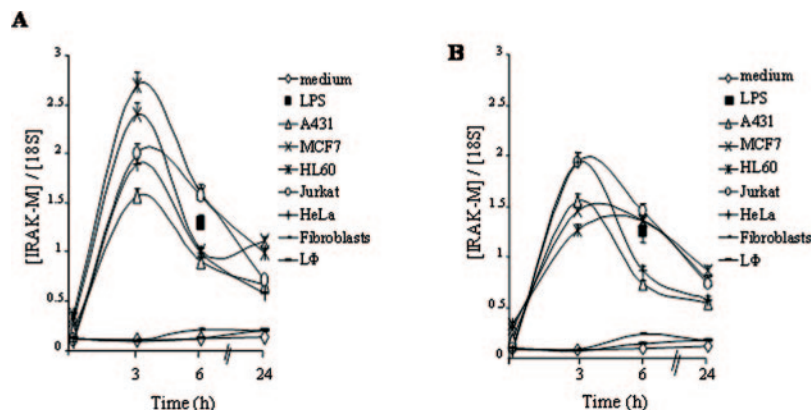 A
[IRAK-M] / [18S]
3
2.5
2
1.5
1
0.5
0
3
6
24
Time (h)
medium
LPS
A431
MCF7
HL60
Jurkat
HeLa
Fibroblasts
LΦ
B
[IRAK-M] / [18S]
3
2.5
2
1.5
1
0.5
0
3
6
24
Time (h)
medium
LPS
A431
MCF7
HL60
Jurkat
HeLa
Fibroblasts
LΦ